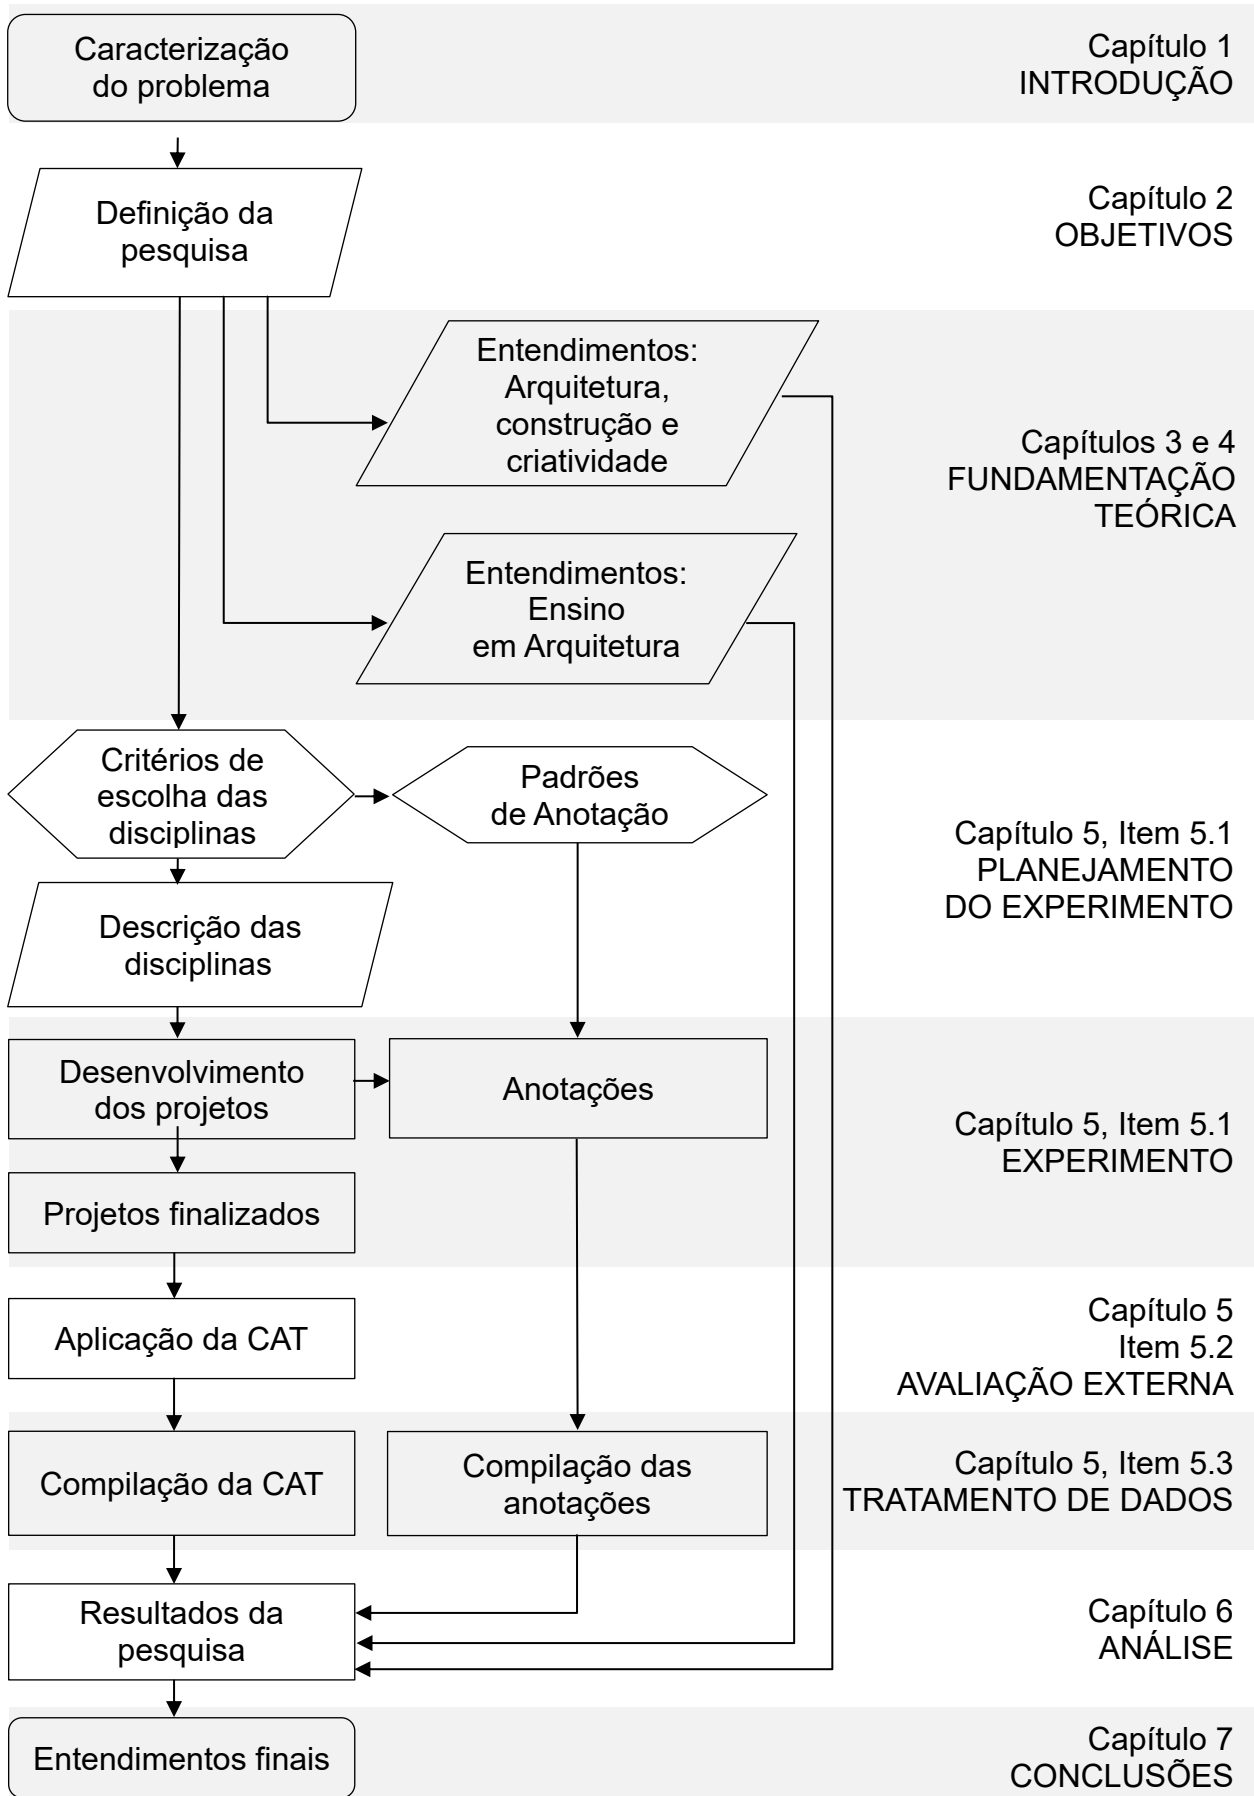 Caracterização
do problema
Capítulo 1
INTRODUÇÃO
Definição da
pesquisa
Capítulo 2
OBJETIVOS
Entendimentos:
Arquitetura,
construção e
criatividade
Capítulos 3 e 4
FUNDAMENTAÇÃO
TEÓRICA
Entendimentos:
Ensino
em Arquitetura
Critérios de
escolha das
disciplinas
Padrões
de Anotação
Capítulo 5, Item 5.1
PLANEJAMENTO
DO EXPERIMENTO
Descrição das
disciplinas
Desenvolvimento
dos projetos
Anotações
Capítulo 5, Item 5.1
EXPERIMENTO
Projetos finalizados
Aplicação da CAT
Capítulo 5
Item 5.2
AVALIAÇÃO EXTERNA
Compilação da CAT
Compilação das
anotações
Capítulo 5, Item 5.3
TRATAMENTO DE DADOS
Resultados da
pesquisa
Capítulo 6
ANÁLISE
Entendimentos finais
Capítulo 7
CONCLUSÕES